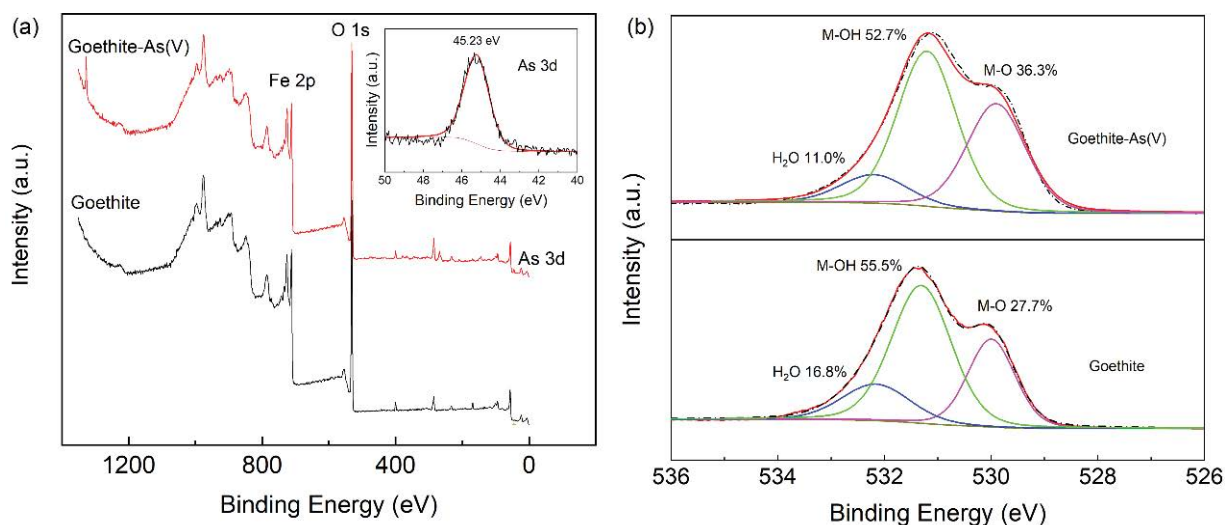 (a)
Goethite-As(V)
Fe 2p
O 1s
Goethite
As 3d
Intensity (a.u.)
1200
800
400
0
Binding Energy (eV)
45.23 eV
As 3d
Intensity (a.u.)
50
48
46
44
42
40
Binding Energy (eV)
(b)
M-OH 52.7%
M-O 36.3%
H₂O 11.0%
Goethite-As(V)
M-OH 55.5%
M-O 27.7%
H₂O 16.8%
Goethite
Intensity (a.u.)
536
534
532
530
528
526
Binding Energy (eV)